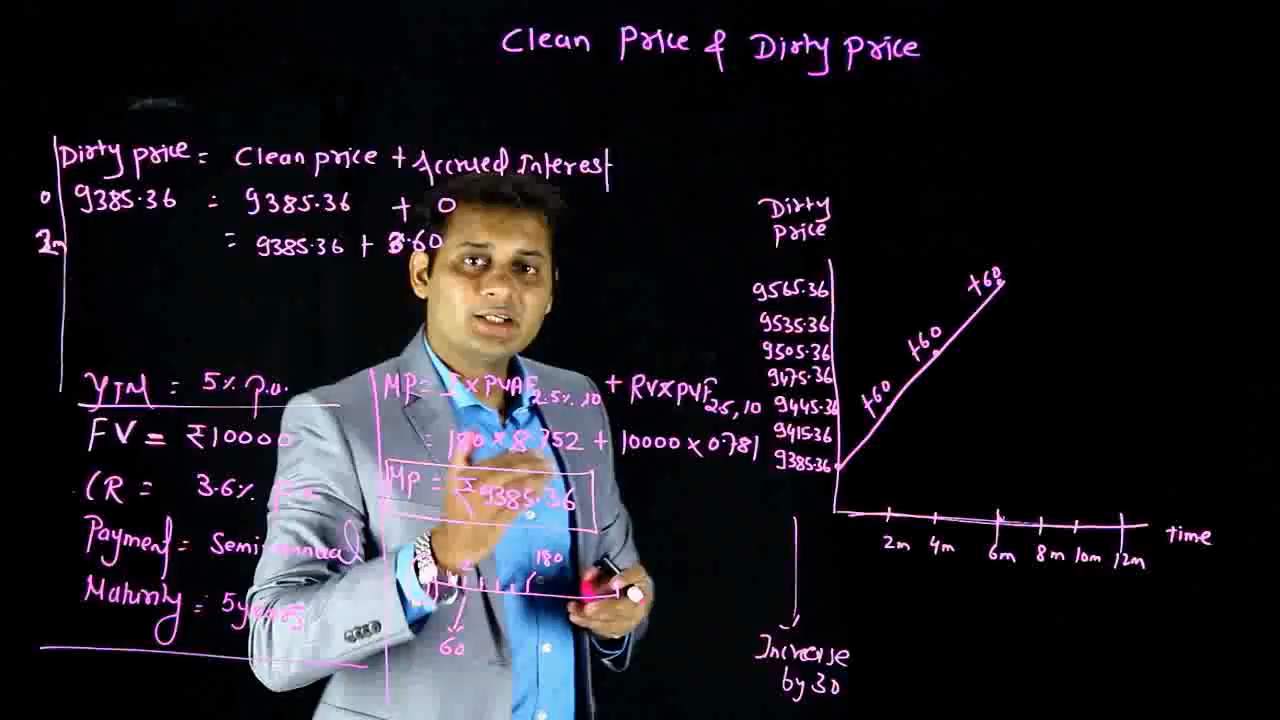 Clean Price & Dirty price
Dirty price = Clean price + Accrued Interest
0 9385.36 = 9385.36 + 0
2m = 9385.36 + 60
YTM = 5% p.a.
FV = ₹10000
CR = 3.6%
Payment = Semi-annual
Maturity = 5years
MP = I x PVAF 2.5%, 10 + RV x PVF 2.5, 10
= 180 x 8.752 + 10000 x 0.781
MP = ₹9385.36
180
60
Dirty
price
9565.36
9535.36
9505.36
9475.36
9445.36
9415.36
9385.36
+60
+60
+60
2m 4m 6m 8m 10m 12m time
Increase
by 30